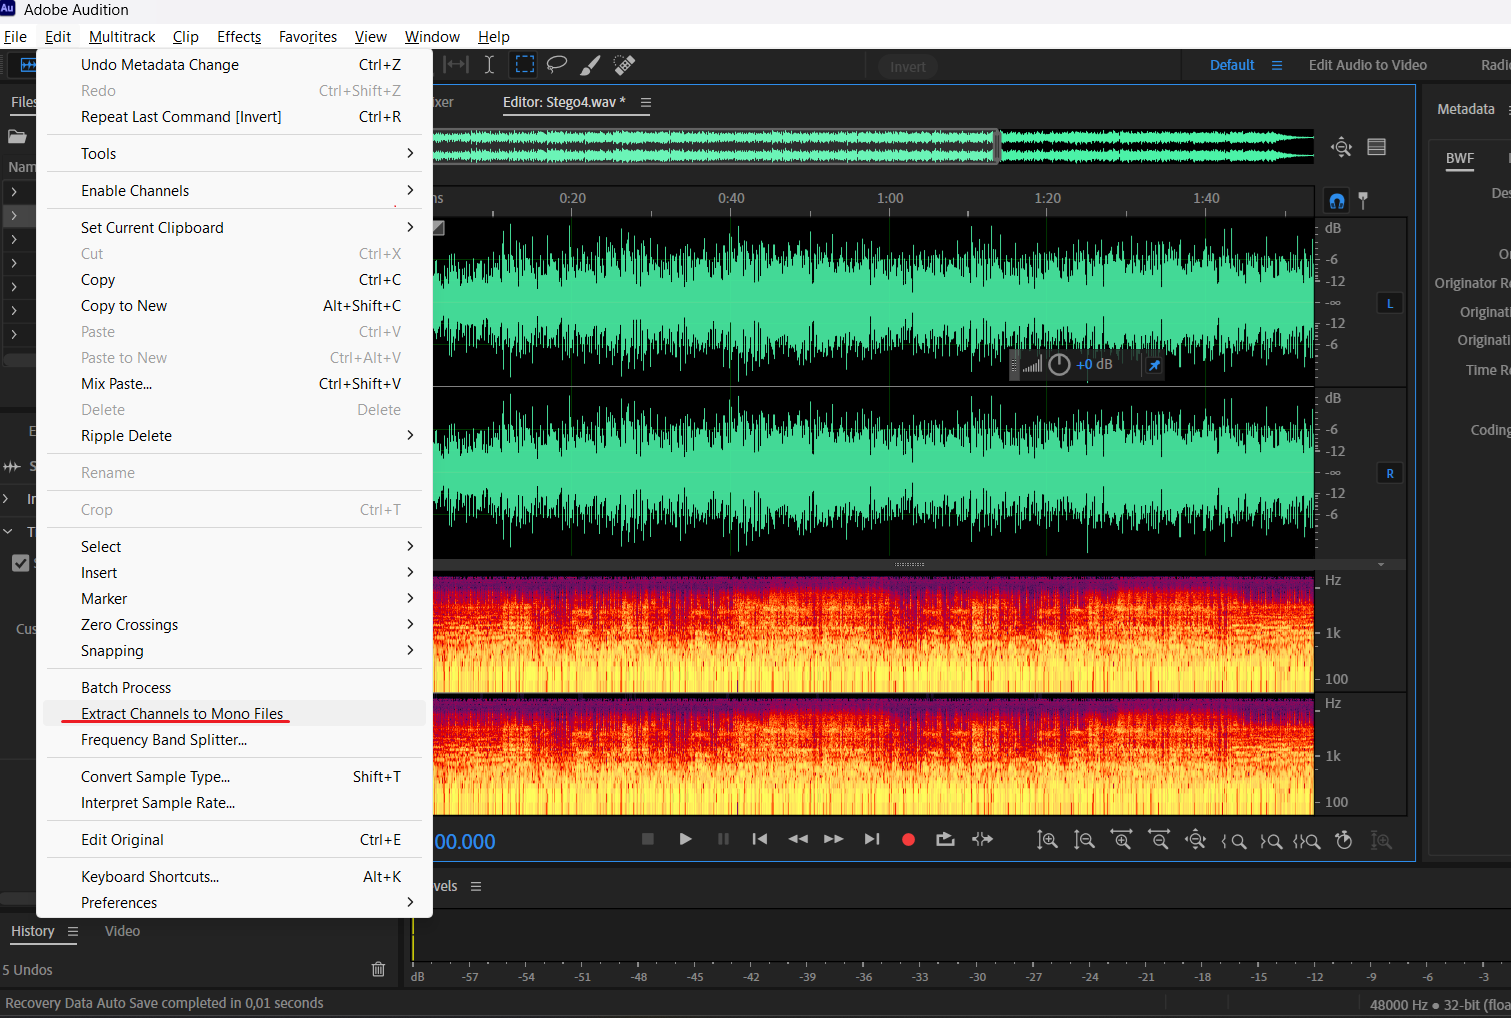 Au Adobe Audition
File Edit Multitrack Clip Effects Favorites View Window Help
Undo Metadata Change Ctrl+Z
Redo Ctrl+Shift+Z
Repeat Last Command [Invert] Ctrl+R
Tools
Enable Channels
Set Current Clipboard
Cut Ctrl+X
Copy Ctrl+C
Copy to New Alt+Shift+C
Paste Ctrl+V
Paste to New Ctrl+Alt+V
Mix Paste... Ctrl+Shift+V
Delete Delete
Ripple Delete
Rename
Crop Ctrl+T
Select
Insert
Marker
Zero Crossings
Snapping
Batch Process
Extract Channels to Mono Files
Frequency Band Splitter...
Convert Sample Type... Shift+T
Interpret Sample Rate...
Edit Original Ctrl+E
Keyboard Shortcuts... Alt+K
Preferences
Invert
Default Edit Audio to Video Radi
Files
Nam
Cus
ixer Editor: Stego4.wav *
ns 0:20 0:40 1:00 1:20 1:40
dB
-6
-12
-∞
-12
-6
L
+0 dB
dB
-6
-12
-∞
-12
-6
R
Hz
1k
100
Hz
1k
100
00.000
Metadata
BWF
Des
Or
Originator Re
Originati
Originati
Time Re
Coding
vels
dB -57 -54 -51 -48 -45 -42 -39 -36 -33 -30 -27 -24 -21 -18 -15 -12 -9 -6 -3
History Video
5 Undos
Recovery Data Auto Save completed in 0,01 seconds
48000 Hz ● 32-bit (floa